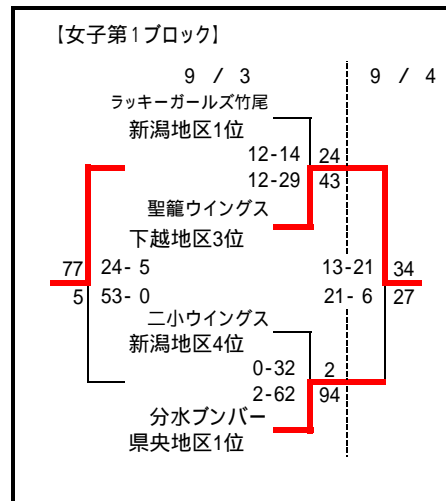 【女子第1ブロック】
9 / 3
9 / 4
ラッキーガールズ竹尾
新潟地区1位
12-14 24
12-29 43
聖籠ウイングス
下越地区3位
77 24- 5
13-21 34
5 53- 0
21- 6 27
二小ウイングス
新潟地区4位
0-32 2
2-62 94
分水ブンバー
県央地区1位